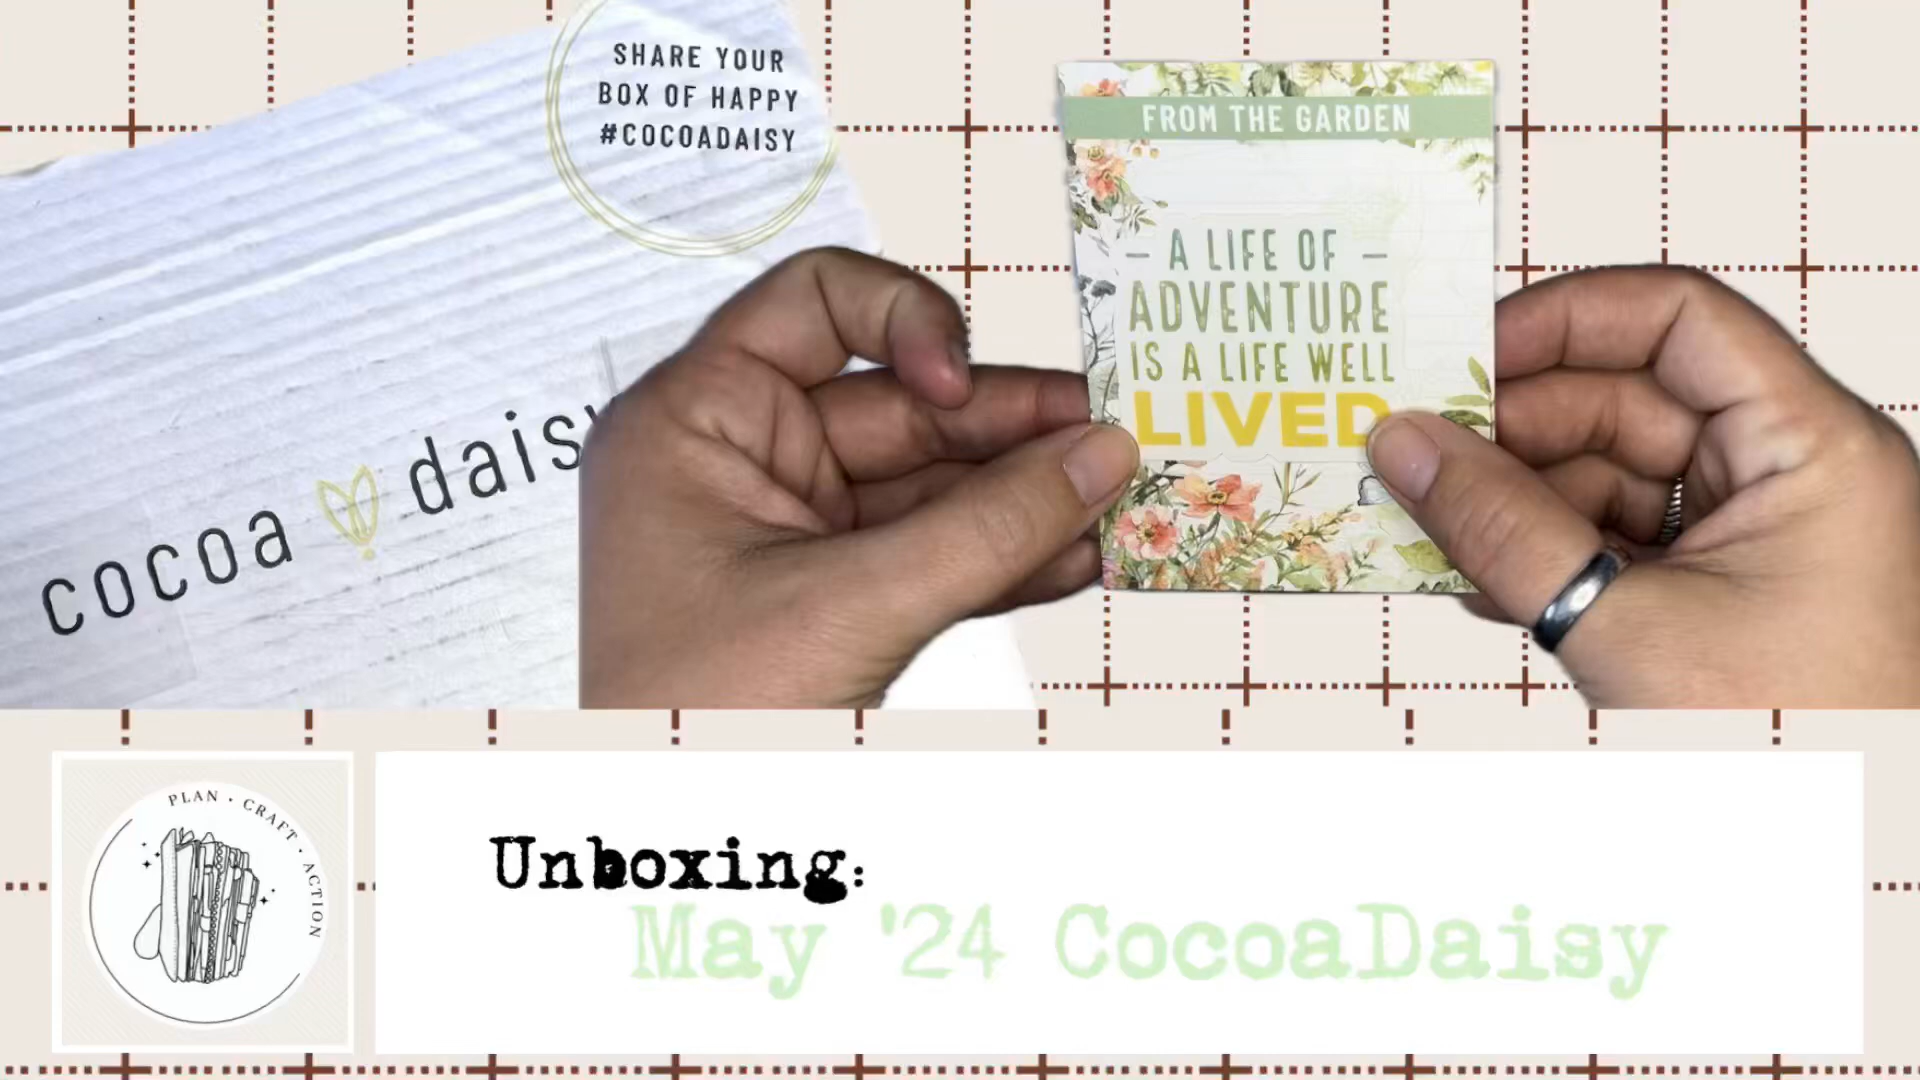 SHARE YOUR
BOX OF HAPPY
#COCOADAISY
cocoa daisy
FROM THE GARDEN
– A LIFE OF –
ADVENTURE
IS A LIFE WELL
LIVED
PLAN • CRAFT • ACTION
Unboxing:
May '24 CocoaDaisy